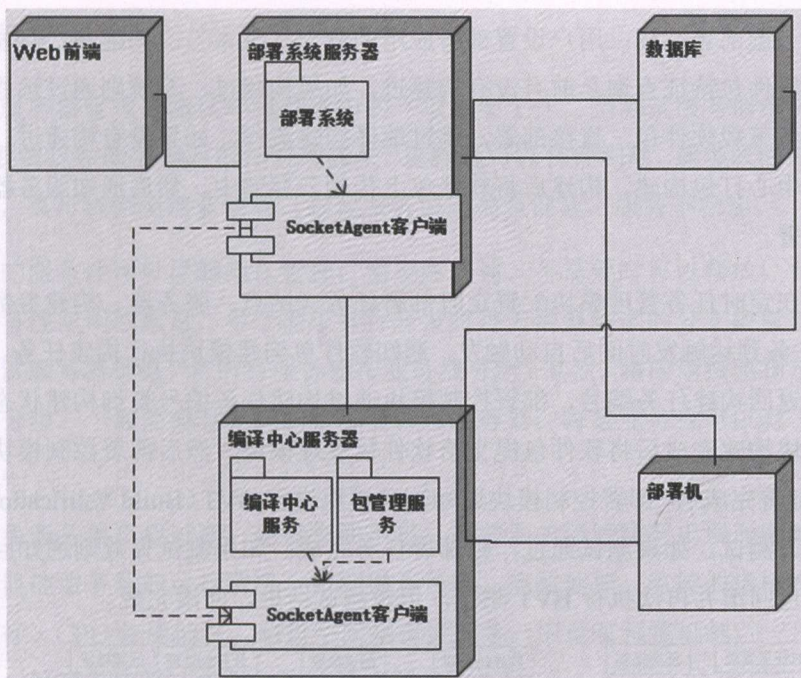 Web前端
部署系统服务器
部署系统
SocketAgent客户端
数据库
编译中心服务器
编译中心
服务
包管理服
务
SocketAgent客户端
部署机